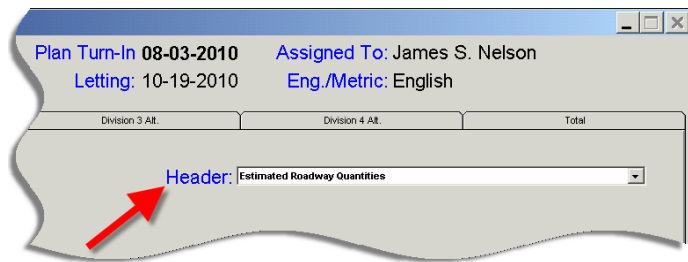 Plan Turn-In 08-03-2010 Assigned To: James S. Nelson
Letting: 10-19-2010 Eng./Metric: English
Division 3 Alt. Division 4 Alt. Total
Header: Estimated Roadway Quantities